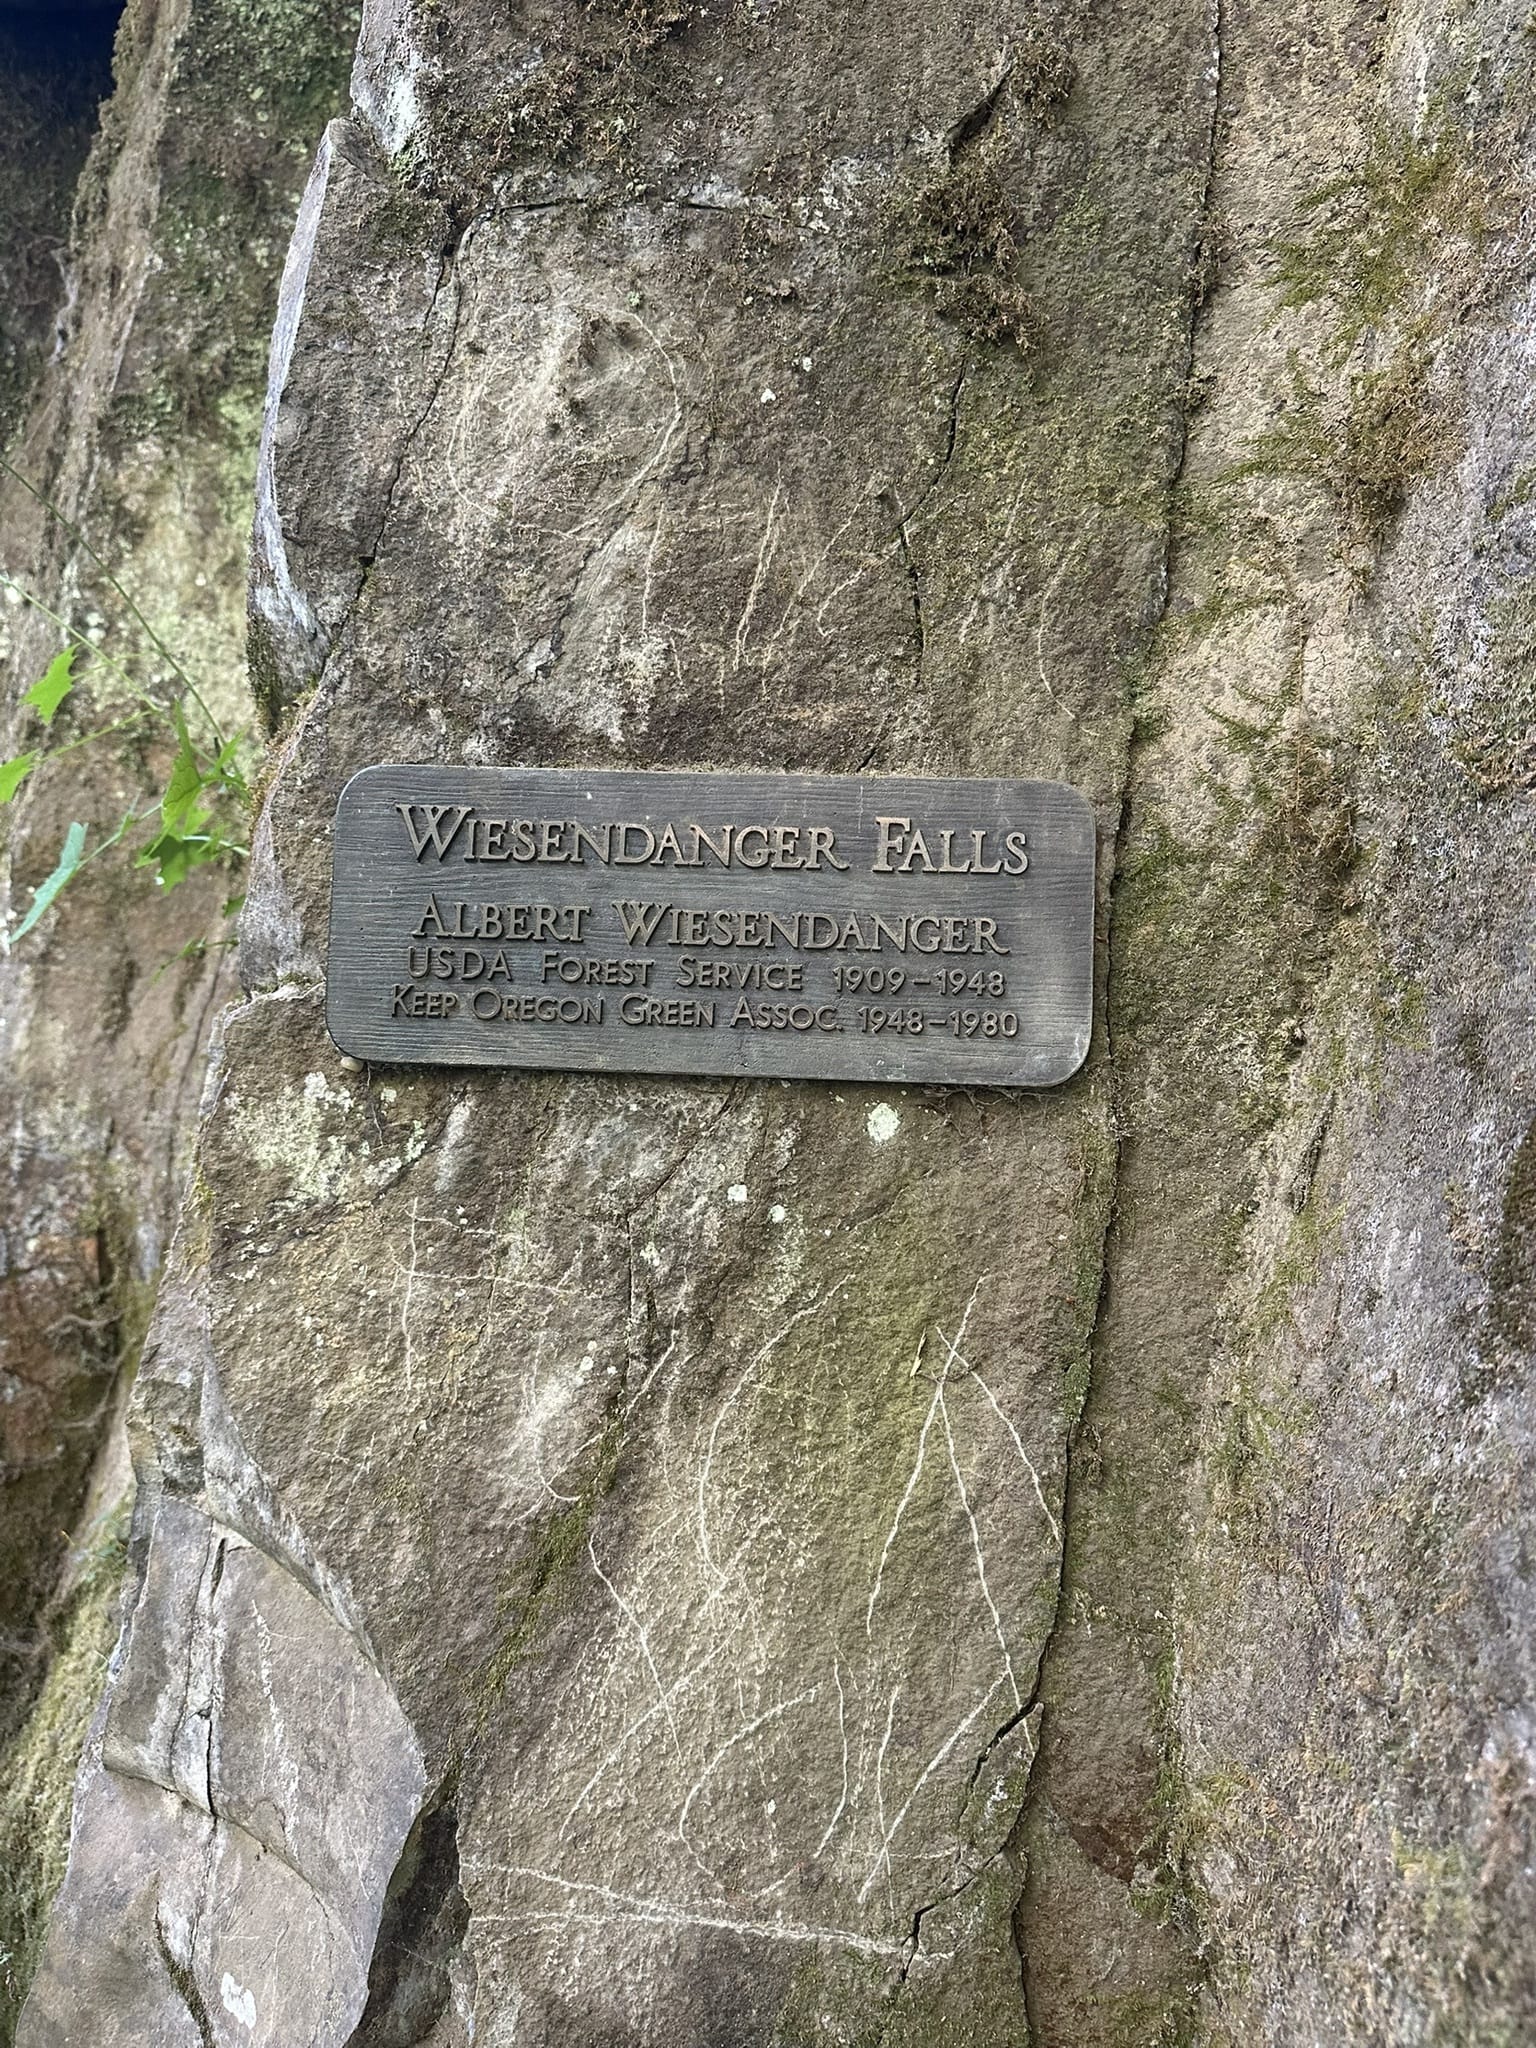 WIESENDANGER FALLS
ALBERT WIESENDANGER
USDA FOREST SERVICE 1909-1948
KEEP OREGON GREEN ASSOC. 1948-1980